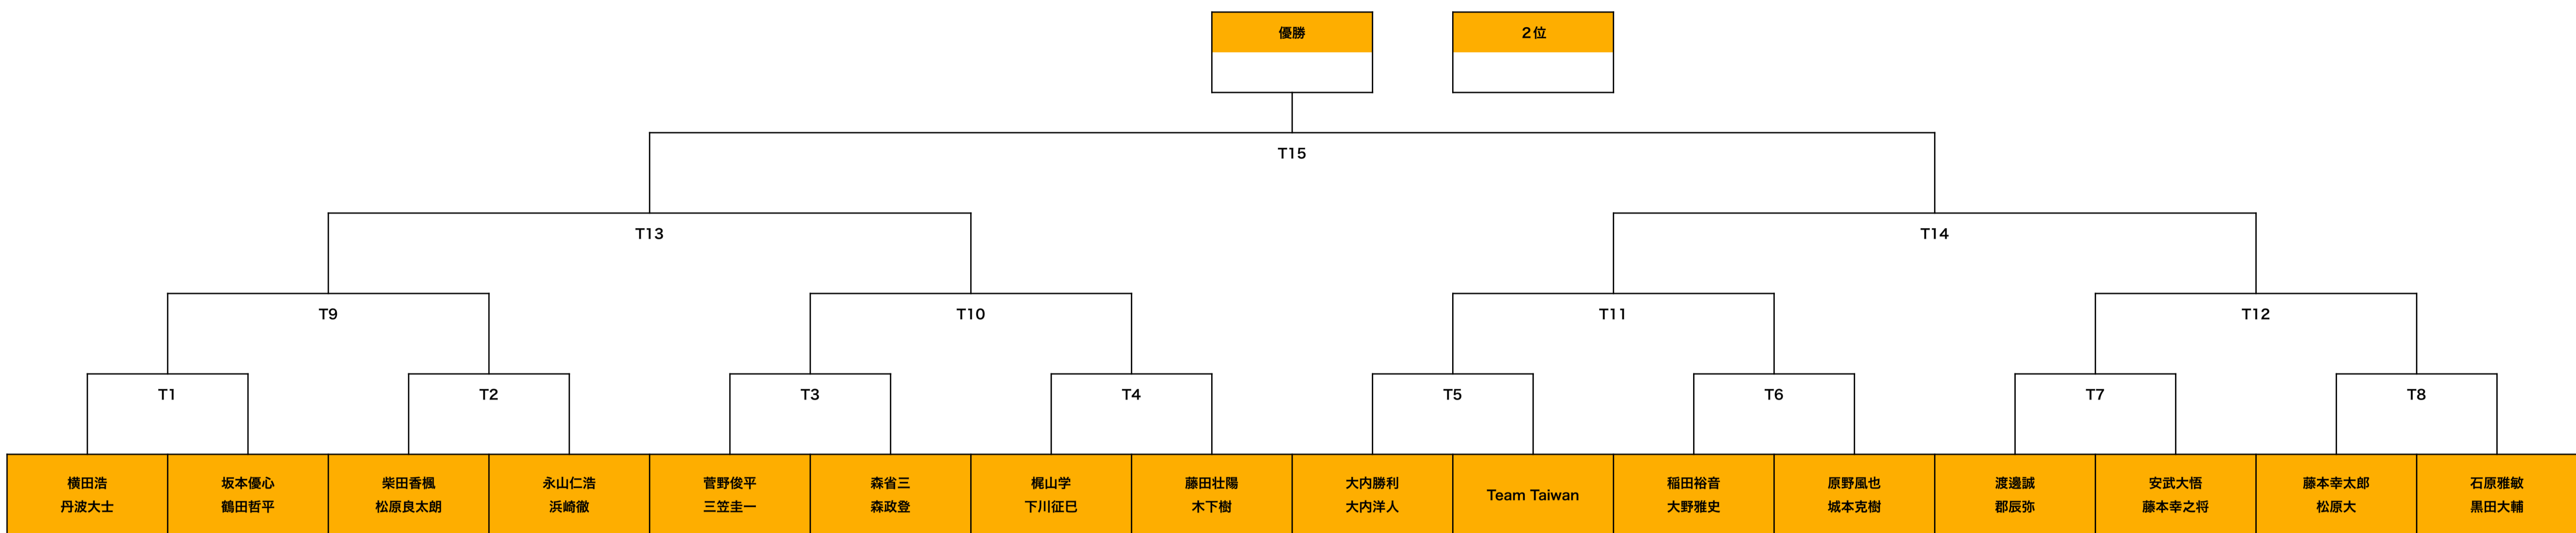 優勝
2位
T15
T13
T14
T9
T10
T11
T12
T1
T2
T3
T4
T5
T6
T7
T8
横田浩
丹波大士
坂本優心
鶴田哲平
柴田香楓
松原良太朗
永山仁浩
浜崎徹
菅野俊平
三笠圭一
森省三
森政登
梶山学
下川征巳
藤田壮陽
木下樹
大内勝利
大内洋人
Team Taiwan
稲田裕音
大野雅史
原野風也
城本克樹
渡邊誠
郡辰弥
安武大悟
藤本幸之将
藤本幸太郎
松原大
石原雅敏
黒田大輔